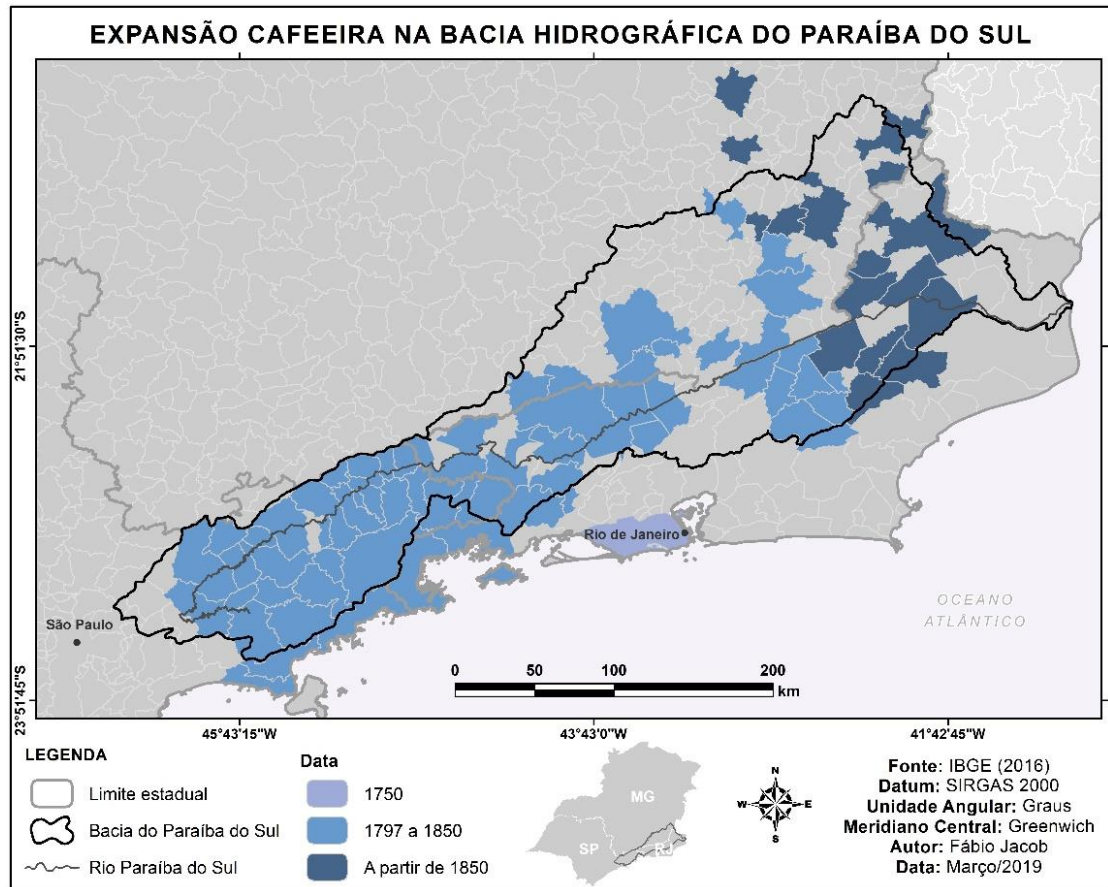 EXPANSÃO CAFEEIRA NA BACIA HIDROGRÁFICA DO PARAÍBA DO SUL
21°51'30"S
23°51'45"S
Rio de Janeiro
São Paulo
OCEANO
ATLÂNTICO
0 50 100 200
km
45°43'15"W
43°43'0"W
41°42'45"W
LEGENDA
Limite estadual
Bacia do Paraíba do Sul
Rio Paraíba do Sul
Data
1750
1797 a 1850
A partir de 1850
MG
SP
RJ
N
W
E
S
Fonte: IBGE (2016)
Datum: SIRGAS 2000
Unidade Angular: Graus
Meridiano Central: Greenwich
Autor: Fábio Jacob
Data: Março/2019